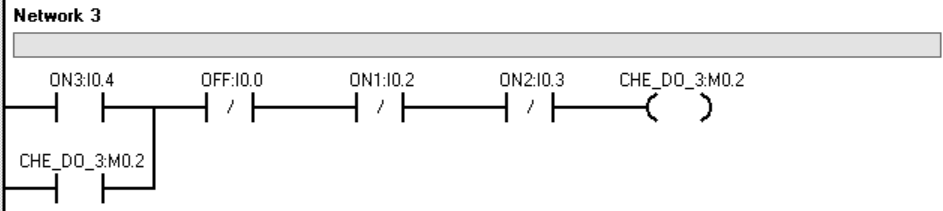 Network 3
ON3:I0.4 OFF:I0.0 ON1:I0.2 ON2:I0.3 CHE_DO_3:M0.2
/ / /
CHE_DO_3:M0.2